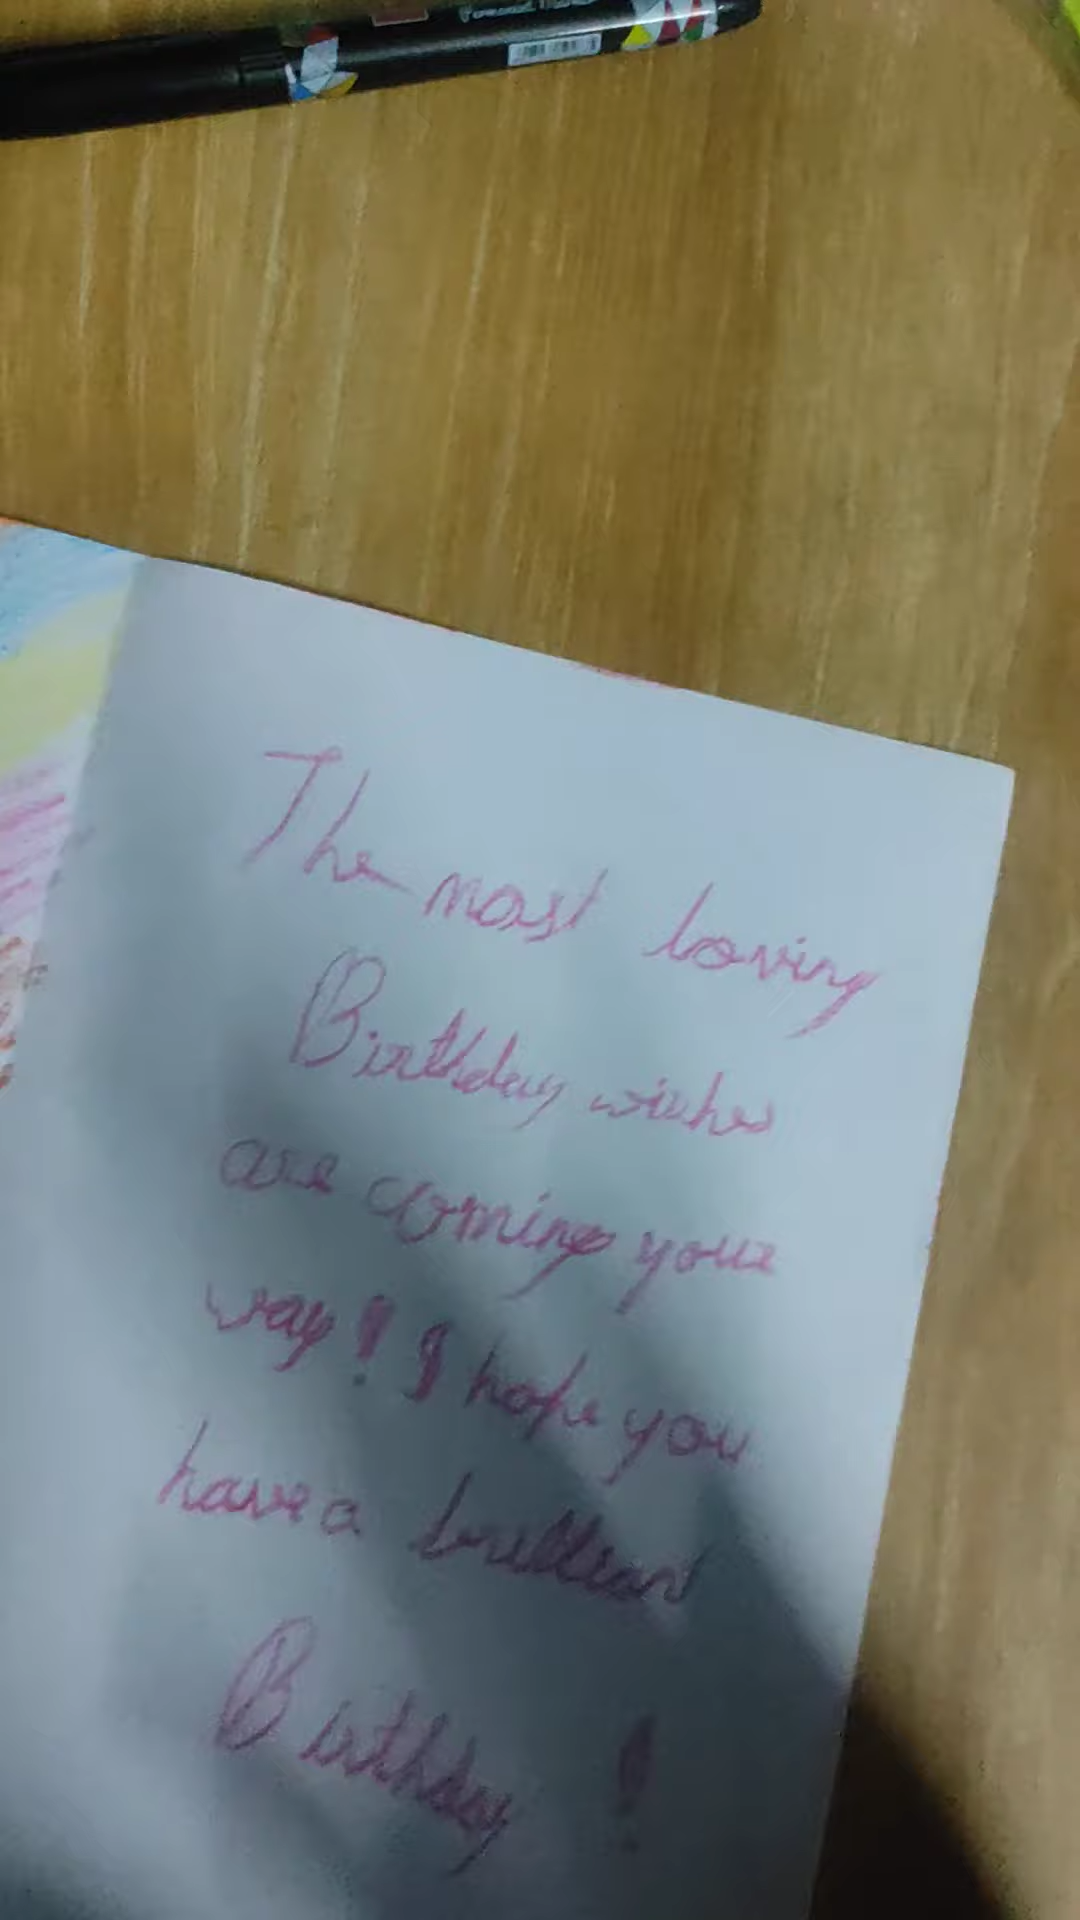 The most loving
Birthday wishes
are coming your
way! I hope you
have a brilliant
Birthday !